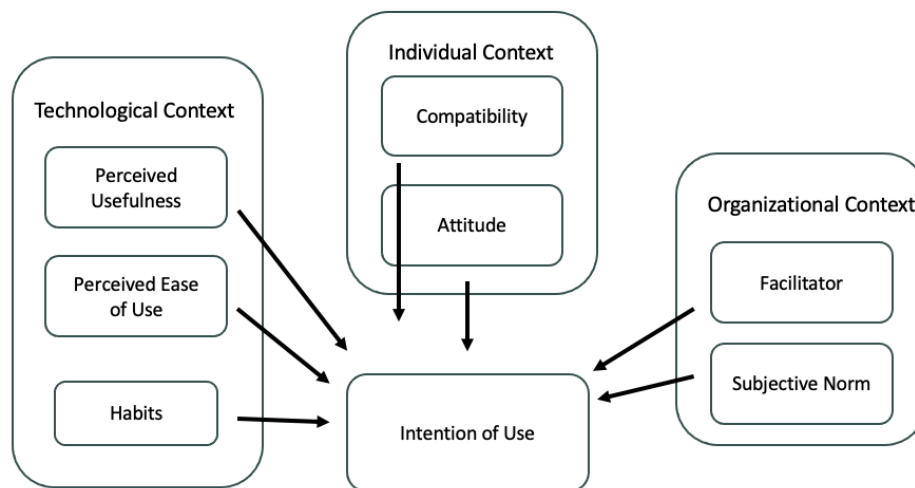 Technological Context
Perceived
Usefulness
Perceived Ease
of Use
Habits
Individual Context
Compatibility
Attitude
Organizational Context
Facilitator
Subjective Norm
Intention of Use